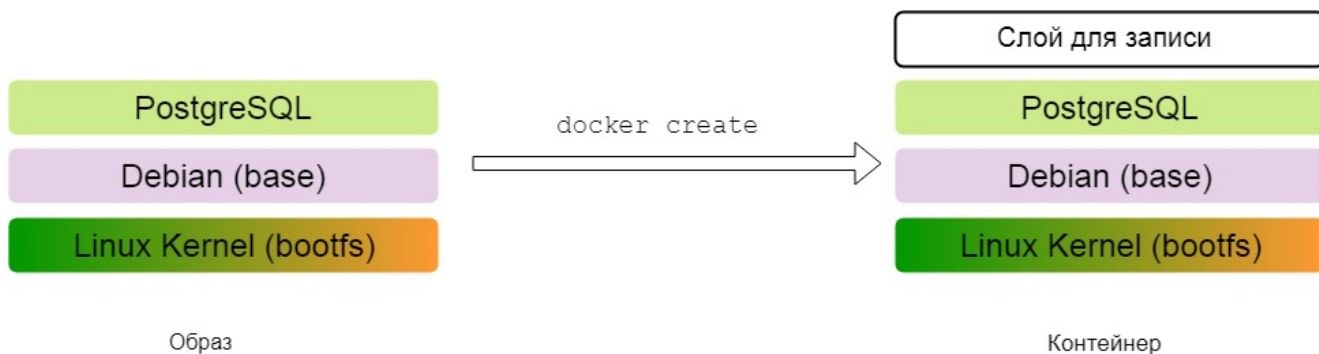 Слой для записи
PostgreSQL
docker create
PostgreSQL
Debian (base)
Debian (base)
Linux Kernel (bootfs)
Linux Kernel (bootfs)
Образ
Контейнер